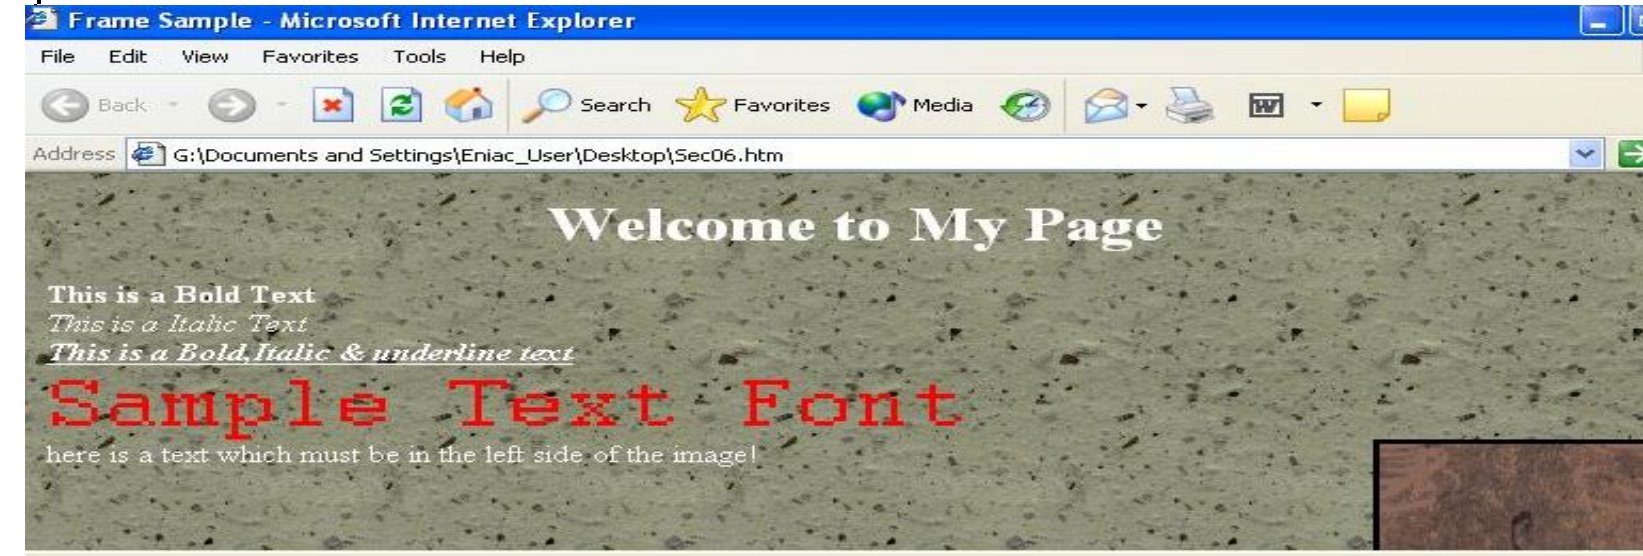 Frame Sample - Microsoft Internet Explorer
File Edit View Favorites Tools Help
Back Search Favorites Media
Address G:\Documents and Settings\Eniac_User\Desktop\Sec06.htm
Welcome to My Page
This is a Bold Text
This is a Italic Text
This is a Bold,Italic & underline text
Sample Text Font
here is a text which must be in the left side of the image!